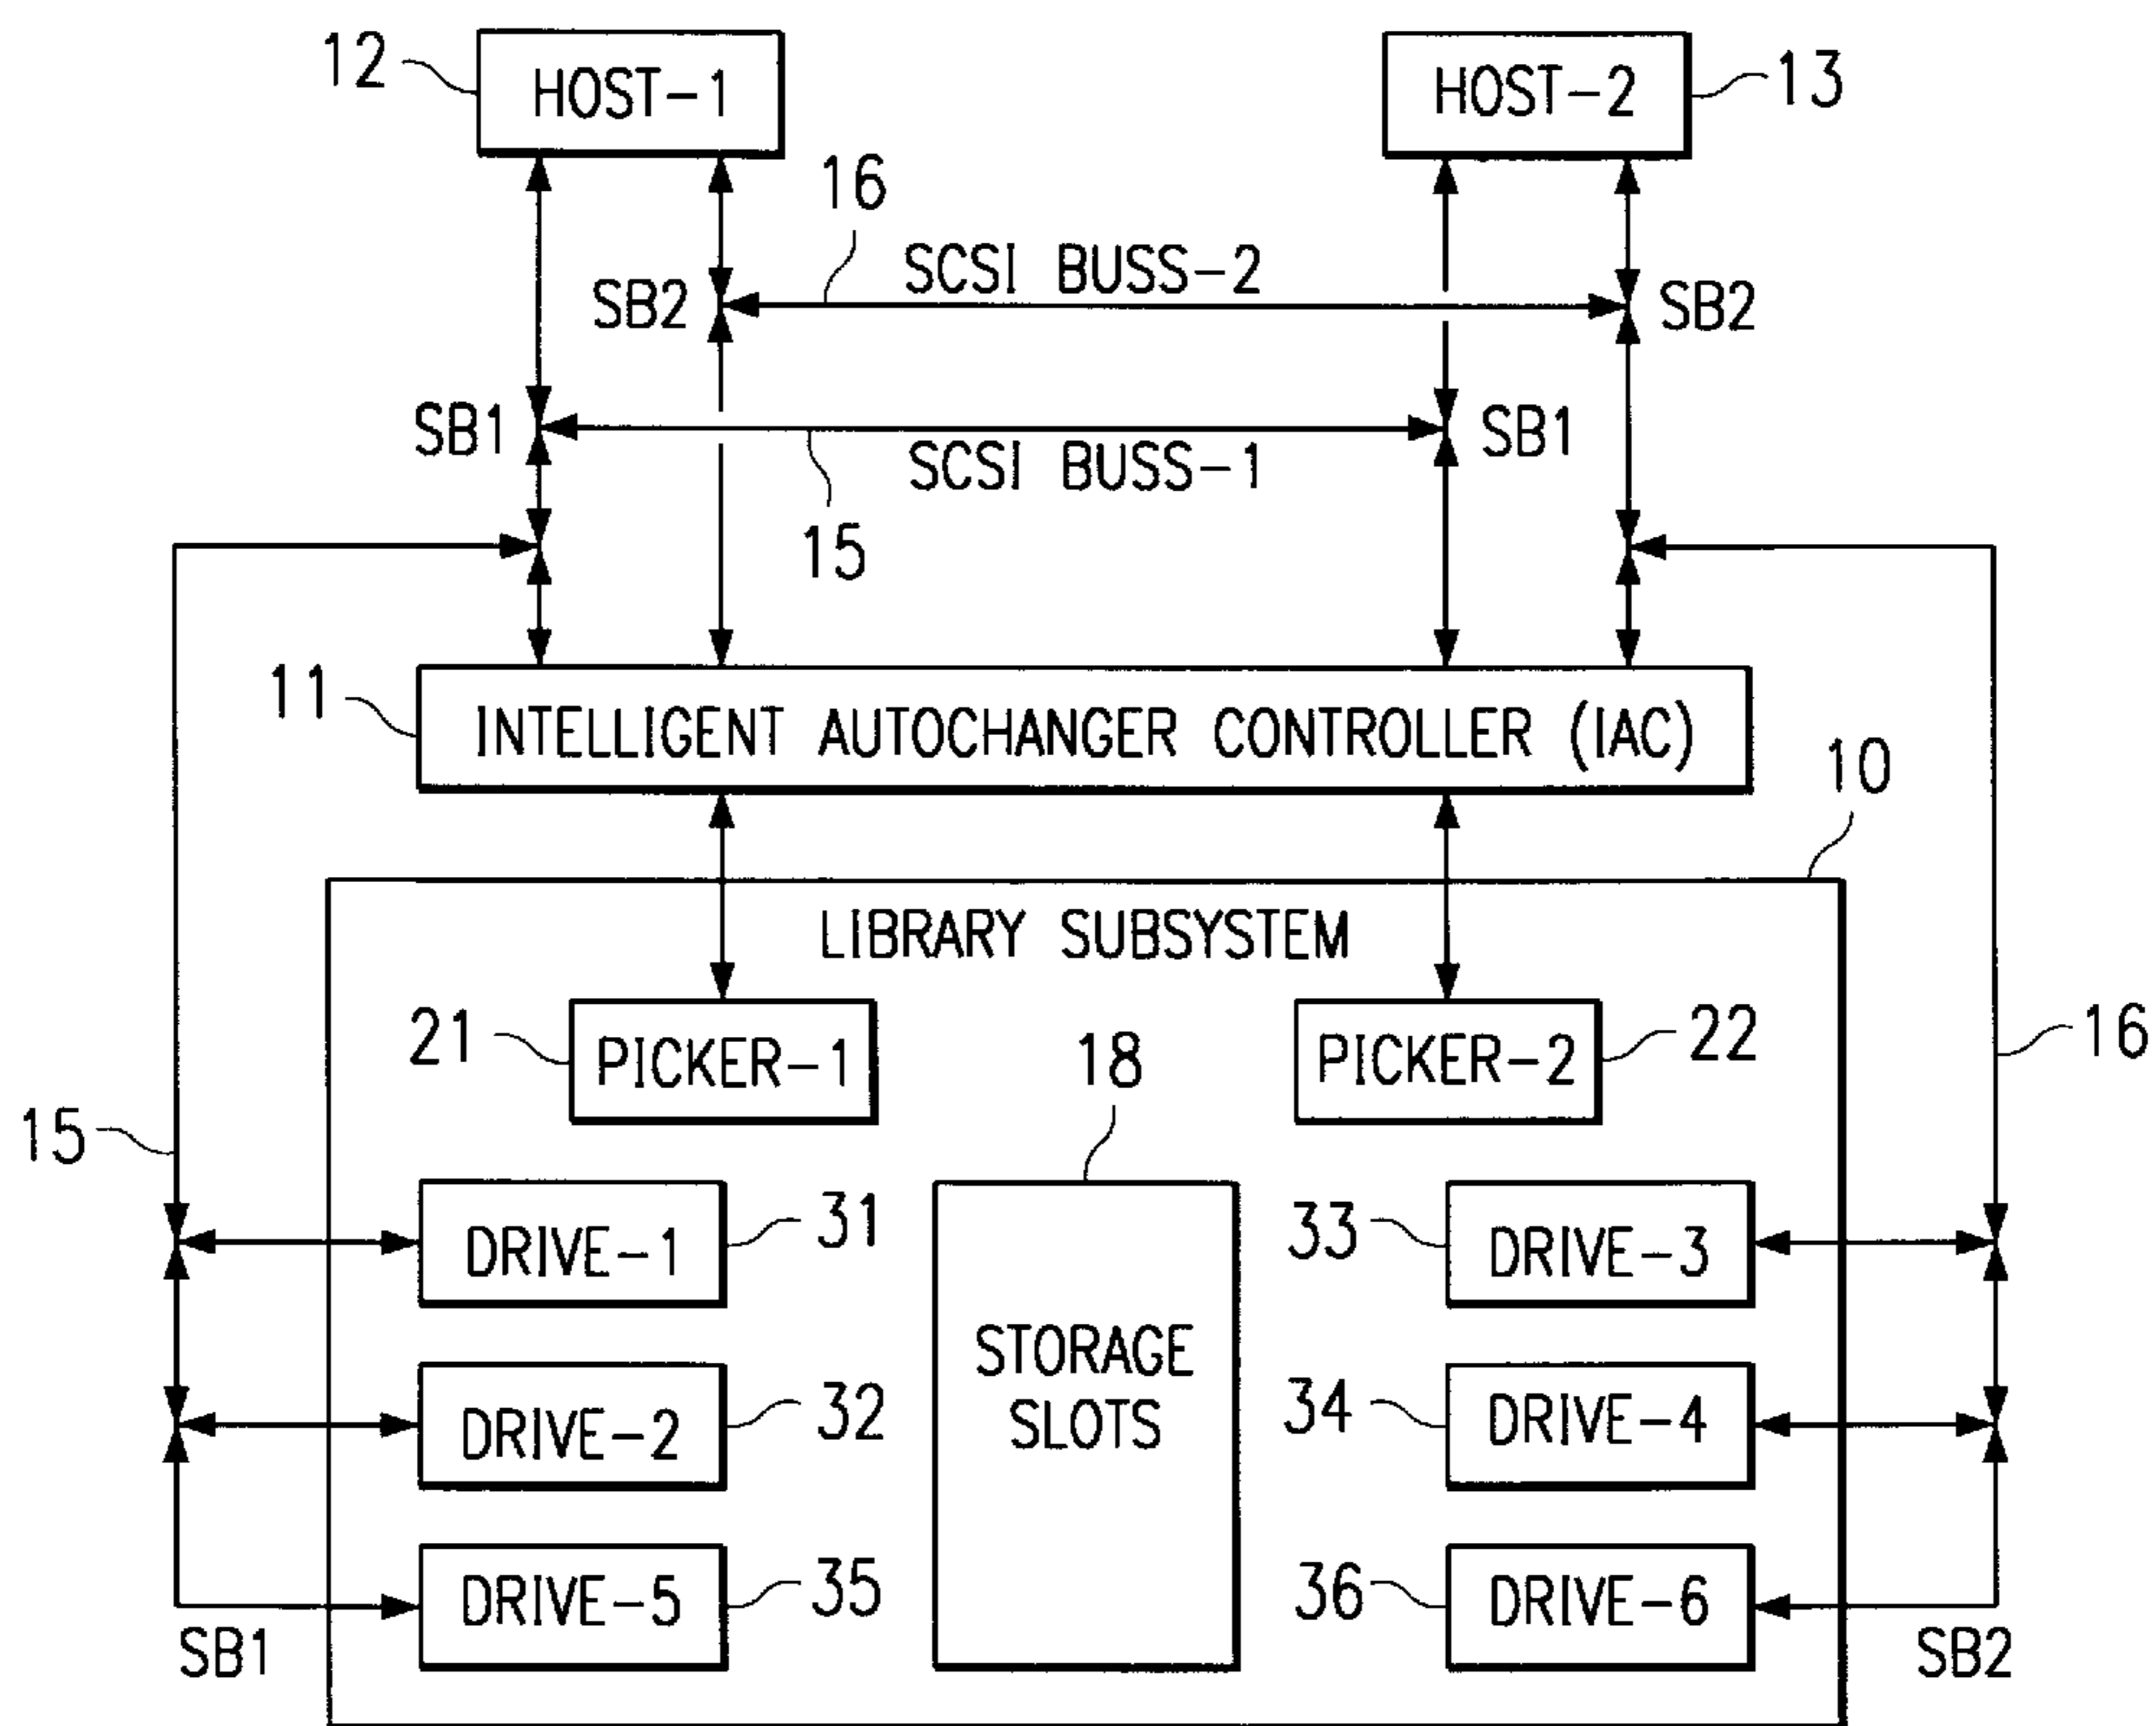 12
HOST-1
HOST-2
13
16
SCSI BUSS-2
SB2
SB2
SB1
SB1
SCSI BUSS-1
15
11
INTELLIGENT AUTOCHANGER CONTROLLER (IAC)
10
LIBRARY SUBSYSTEM
21
PICKER-1
18
PICKER-2
22
16
15
DRIVE-1
31
33
DRIVE-3
STORAGE
SLOTS
DRIVE-2
32
34
DRIVE-4
DRIVE-5
35
36
DRIVE-6
SB1
SB2